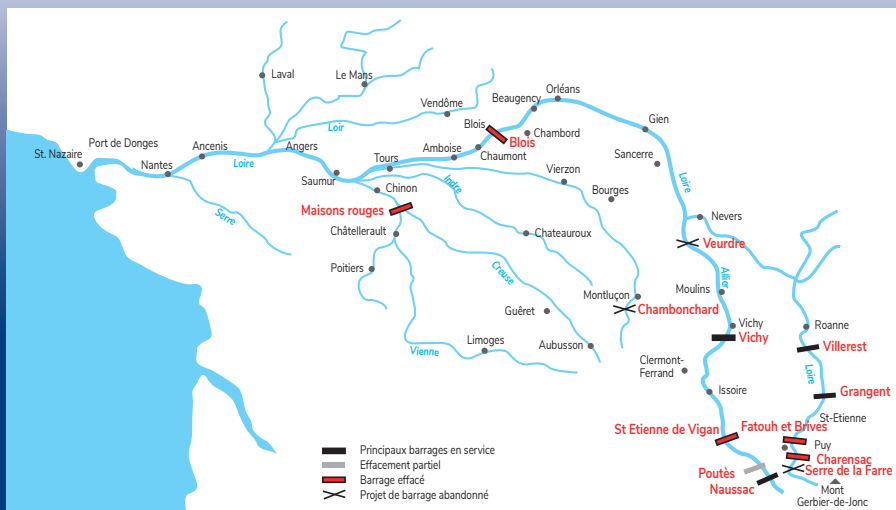 Laval
Le Mans
Vendôme
Loir
Beaugency
Orléans
Blois
Blois
Chambord
Gien
Port de Donges
St. Nazaire
Nantes
Ancenis
Loire
Angers
Saumur
Tours
Amboise
Chaumont
Vierzon
Sancerre
Loire
Chinon
Indre
Bourges
Serre
Maisons rouges
Nevers
Châtellerault
Chateauroux
Veurdre
Poitiers
Creuse
Allier
Moulins
Montluçon
Chambonchard
Guêret
Vienne
Limoges
Aubusson
Vichy
Vichy
Roanne
Villerest
Clermont-
Ferrand
Loire
Issoire
Grangent
St-Etienne
St Etienne de Vigan
Fatouh et Brives
Puy
Charensac
Poutès
Serre de la Farre
Naussac
Mont
Gerbier-de-Jonc
Principaux barrages en service
Effacement partiel
Barrage effacé
Projet de barrage abandonné